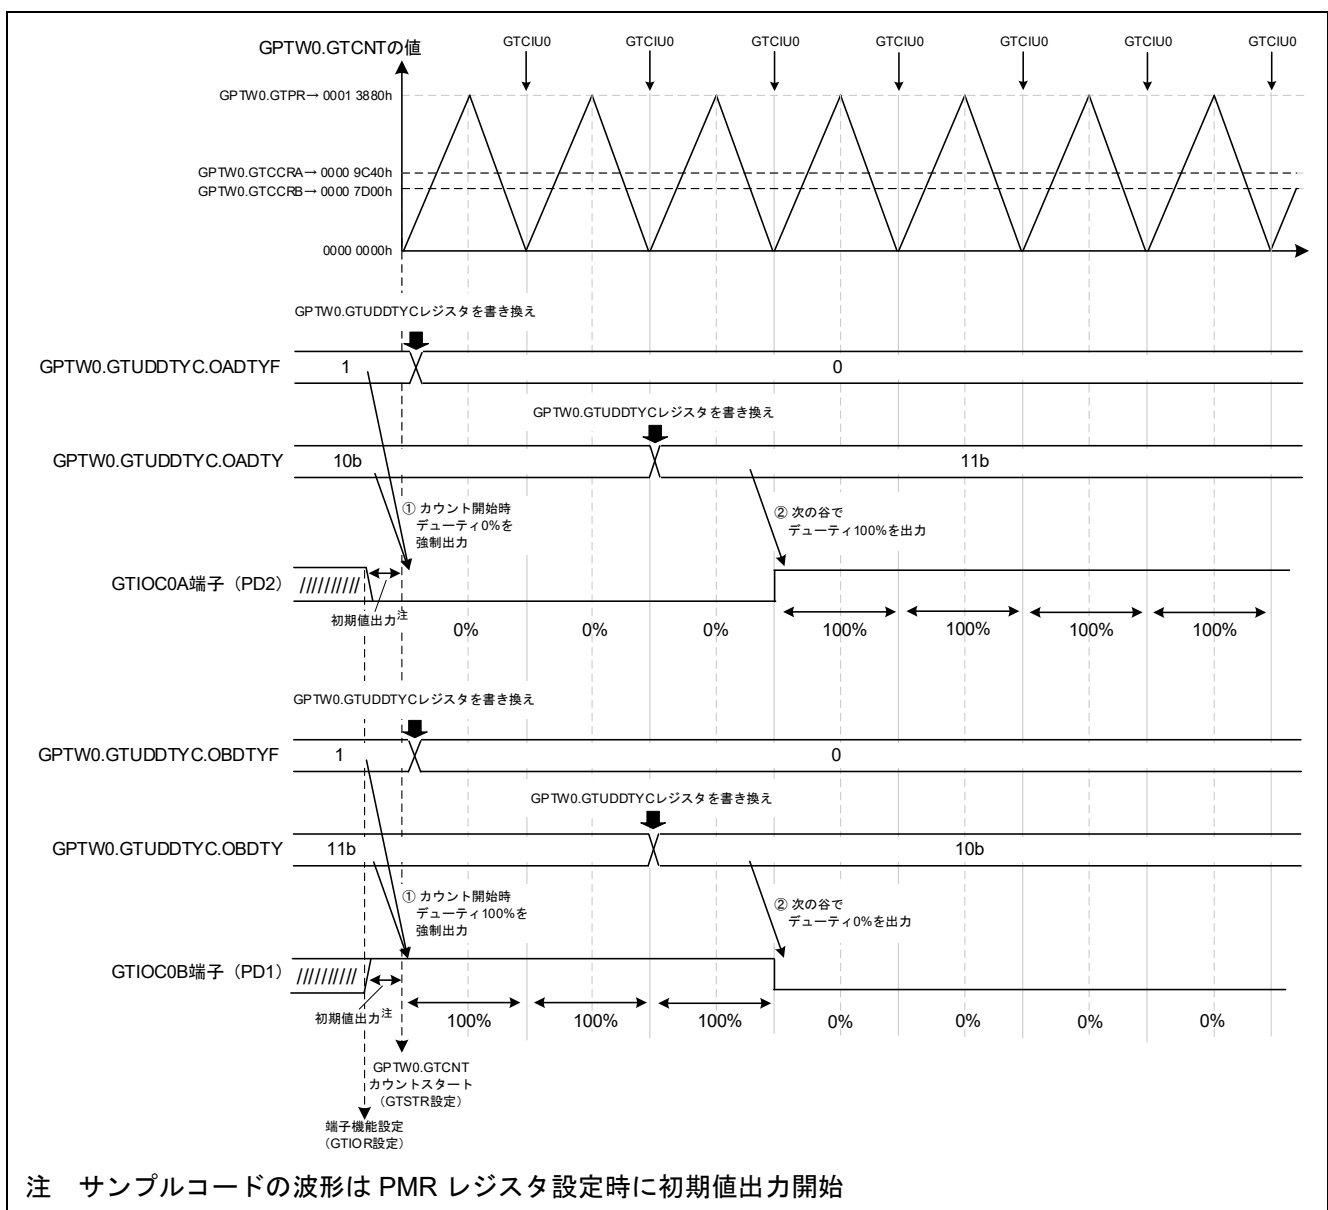 GPTW0.GTCNTの値
GTCIU0 GTCIU0 GTCIU0 GTCIU0 GTCIU0 GTCIU0 GTCIU0
GPTW0.GTPR→ 0001 3880h
GPTW0.GTCCRA→ 0000 9C40h
GPTW0.GTCCRB→ 0000 7D00h
0000 0000h
GPTW0.GTUDDTYCレジスタを書き換え
GPTW0.GTUDDTYC.OADTYF 1 0
GPTW0.GTUDDTYCレジスタを書き換え
GPTW0.GTUDDTYC.OADTY 10b 11b
① カウント開始時
デューティ0%を
強制出力
② 次の谷で
デューティ100%を出力
GTIOC0A端子（PD2）
初期値出力注
0% 0% 0% 100% 100% 100% 100%
GPTW0.GTUDDTYCレジスタを書き換え
GPTW0.GTUDDTYC.OBDTYF 1 0
GPTW0.GTUDDTYCレジスタを書き換え
GPTW0.GTUDDTYC.OBDTY 11b 10b
① カウント開始時
デューティ100%を
強制出力
② 次の谷で
デューティ0%を出力
GTIOC0B端子（PD1）
初期値出力注
100% 100% 100% 0% 0% 0% 0%
GPTW0.GTCNT
カウントスタート
（GTSTR設定）
端子機能設定
（GTIOR設定）
注 サンプルコードの波形は PMR レジスタ設定時に初期値出力開始